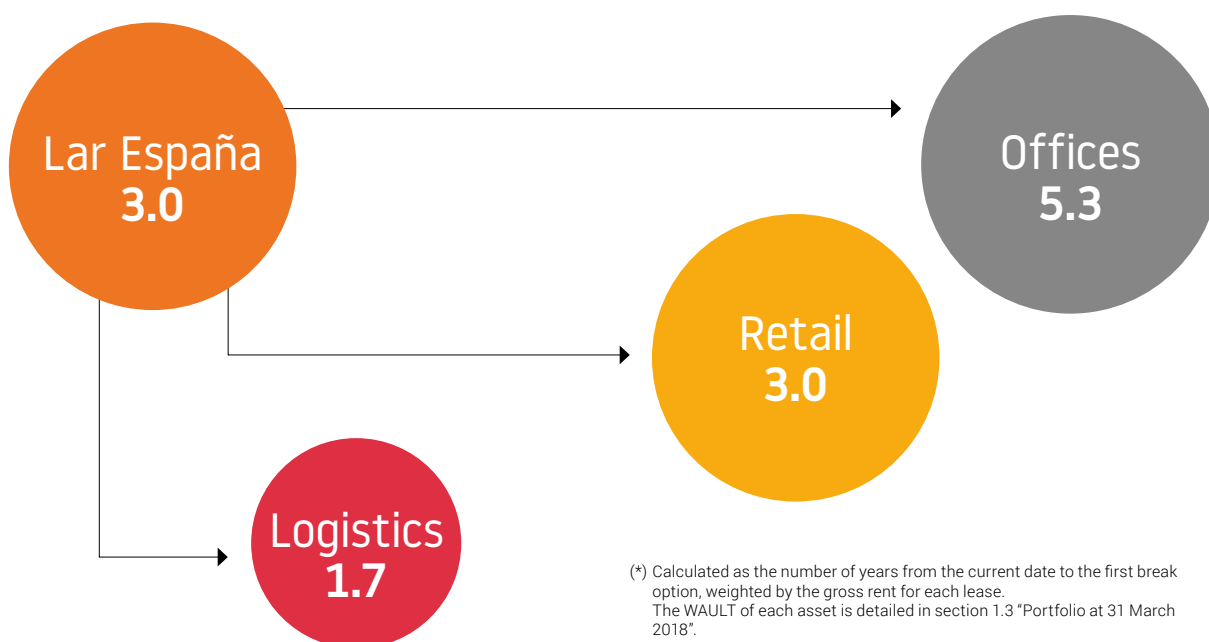 Lar España
3.0
Offices
5.3
Retail
3.0
Logistics
1.7
(*) Calculated as the number of years from the current date to the first break
option, weighted by the gross rent for each lease.
The WAULT of each asset is detailed in section 1.3 “Portfolio at 31 March
2018”.